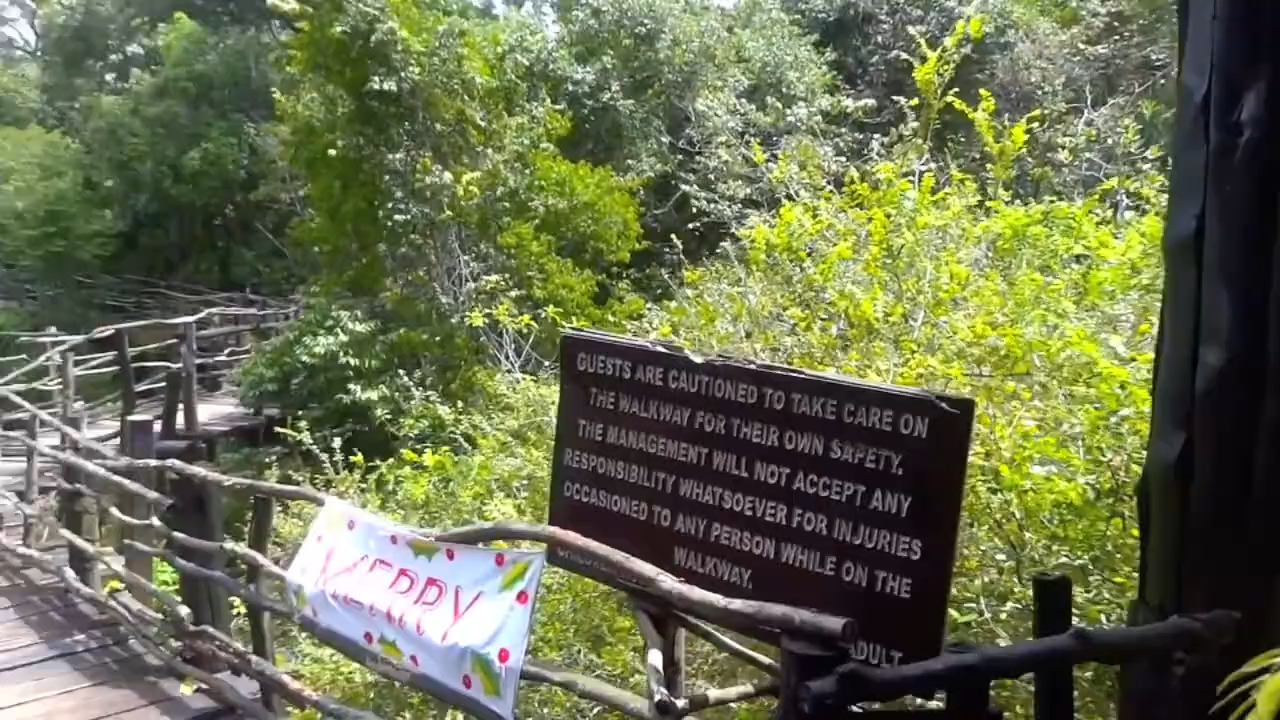 GUESTS ARE CAUTIONED TO TAKE CARE ON
THE WALKWAY FOR THEIR OWN SAFETY.
THE MANAGEMENT WILL NOT ACCEPT ANY
RESPONSIBILITY WHATSOEVER FOR INJURIES
OCCASIONED TO ANY PERSON WHILE ON THE
WALKWAY.
ADULT
MERRY